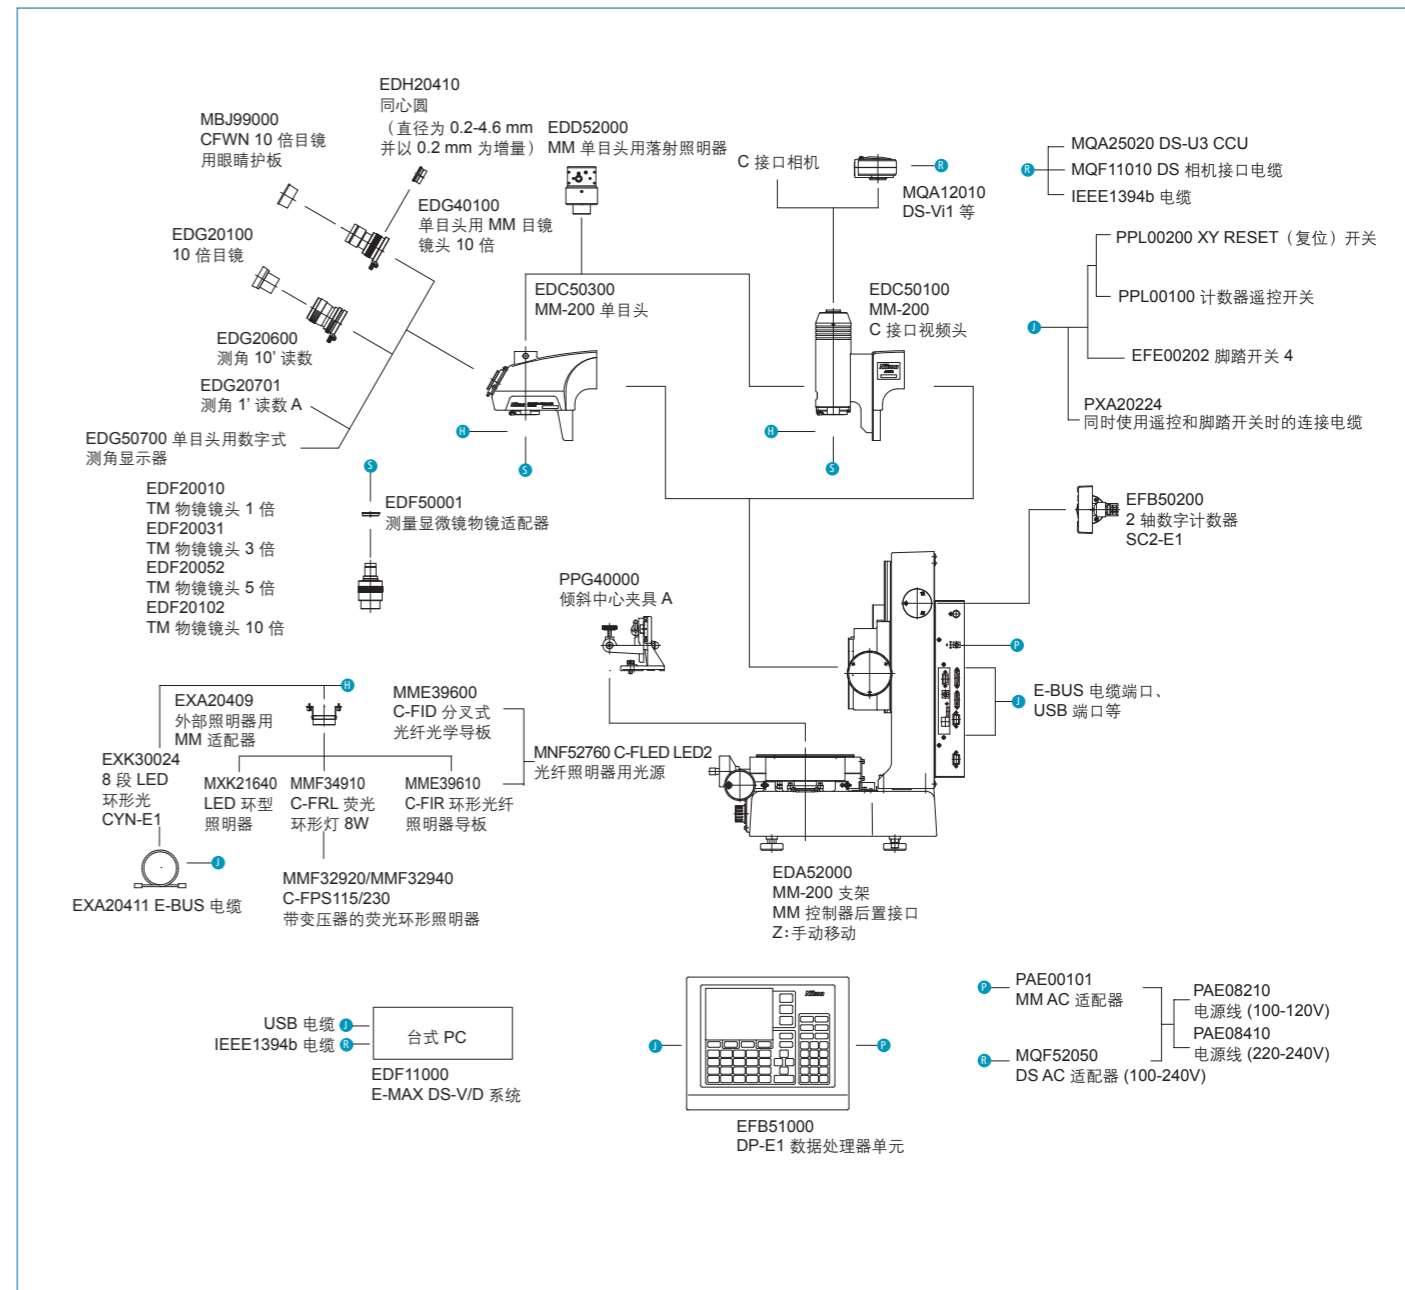 EDH20410
同心圆
（直径为 0.2-4.6 mm
并以 0.2 mm 为增量）
MBJ99000
CFWN 10 倍目镜
用眼睛护板
EDD52000
MM 单目头用落射照明器
C 接口相机
R
MQA12010
DS-Vi1 等
R
MQA25020 DS-U3 CCU
MQF11010 DS 相机接口电缆
IEEE1394b 电缆
EDG40100
单目头用 MM 目镜
镜头 10 倍
EDG20100
10 倍目镜
J
PPL00200 XY RESET（复位）开关
PPL00100 计数器遥控开关
EFE00202 脚踏开关 4
PXA20224
同时使用遥控和脚踏开关时的连接电缆
EDC50300
MM-200 单目头
EDC50100
MM-200
C 接口视频头
EDG20600
测角 10’ 读数
EDG20701
测角 1’ 读数 A
EDG50700 单目头用数字式
测角显示器
Nikon
H
S
Nikon
H
S
S
EDF20010
TM 物镜镜头 1 倍
EDF20031
TM 物镜镜头 3 倍
EDF20052
TM 物镜镜头 5 倍
EDF20102
TM 物镜镜头 10 倍
EDF50001
测量显微镜物镜适配器
EFB50200
2 轴数字计数器
SC2-E1
PPG40000
倾斜中心夹具 A
P
J
E-BUS 电缆端口、
USB 端口等
H
EXA20409
外部照明器用
MM 适配器
MME39600
C-FID 分叉式
光纤光学导板
MNF52760 C-FLED LED2
光纤照明器用光源
EXK30024
8 段 LED
环形光
CYN-E1
MXK21640
LED 环型
照明器
MMF34910
C-FRL 荧光
环形灯 8W
MME39610
C-FIR 环形光纤
照明器导板
J
EXA20411 E-BUS 电缆
MMF32920/MMF32940
C-FPS115/230
带变压器的荧光环形照明器
EDA52000
MM-200 支架
MM 控制器后置接口
Z：手动移动
USB 电缆 J
IEEE1394b 电缆 R
台式 PC
EDF11000
E-MAX DS-V/D 系统
Nikon
J
P
EFB51000
DP-E1 数据处理器单元
P
PAE00101
MM AC 适配器
R
MQF52050
DS AC 适配器 (100-240V)
PAE08210
电源线 (100-120V)
PAE08410
电源线 (220-240V)